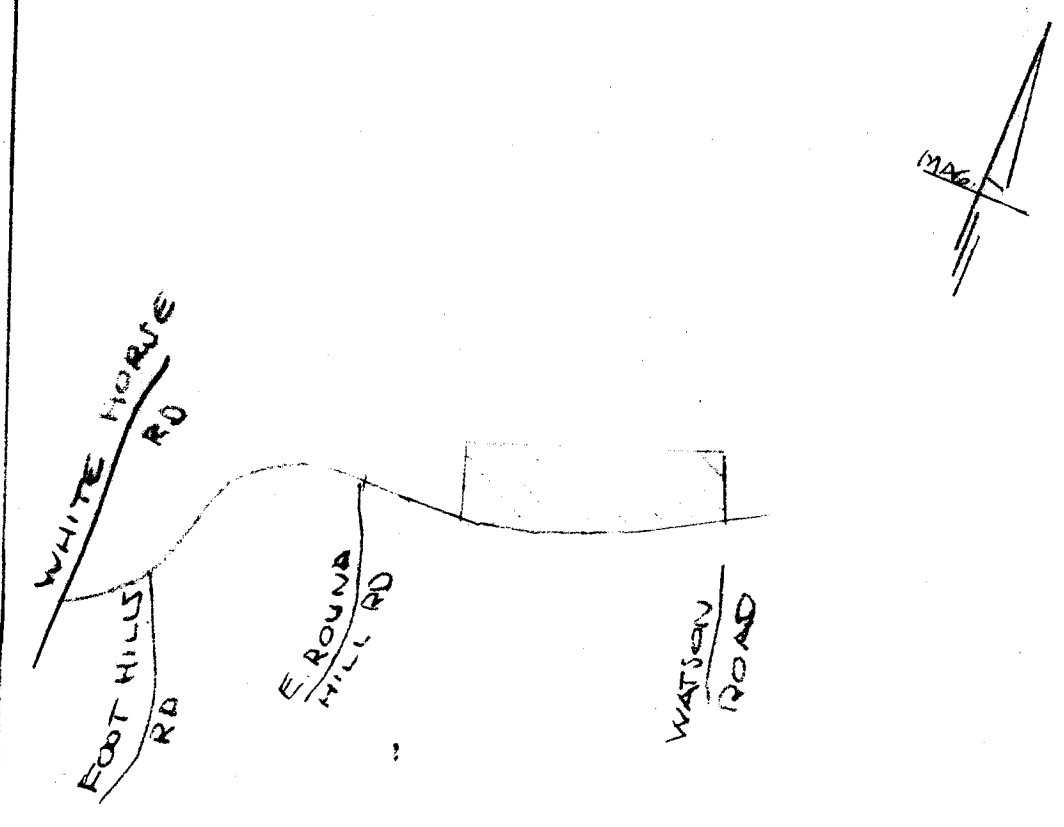 MAG.
WHITE HORSE
RD
FOOT HILLS
RD
E. ROUND
HILL RD
WATSON
ROAD